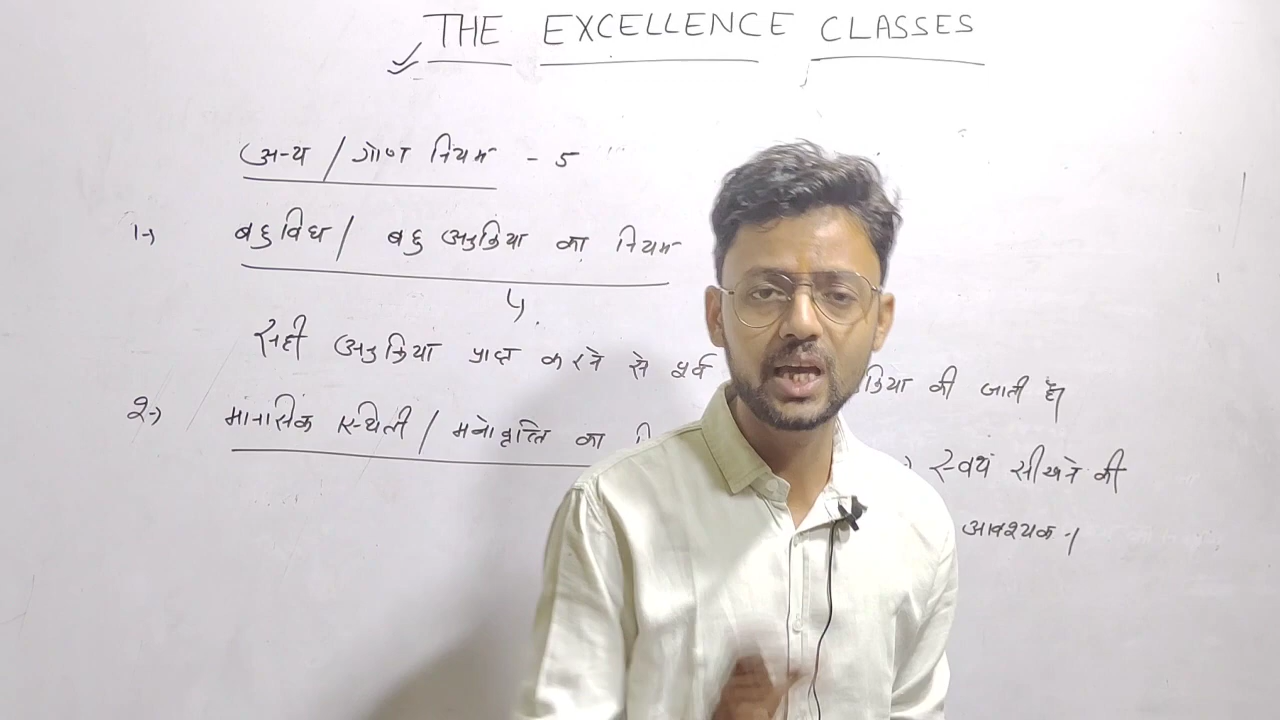 THE EXCELLENCE CLASSES
अन्य / गौण नियम - 5
1→ बहुविध / बहु अनुक्रिया का नियम
सही अनुक्रिया प्राप्त करने से पूर्व क्रिया की जाती है।
2→ मानसिक स्थिती / मनोवृत्ति का स्वयं सीखने की
आवश्यक।